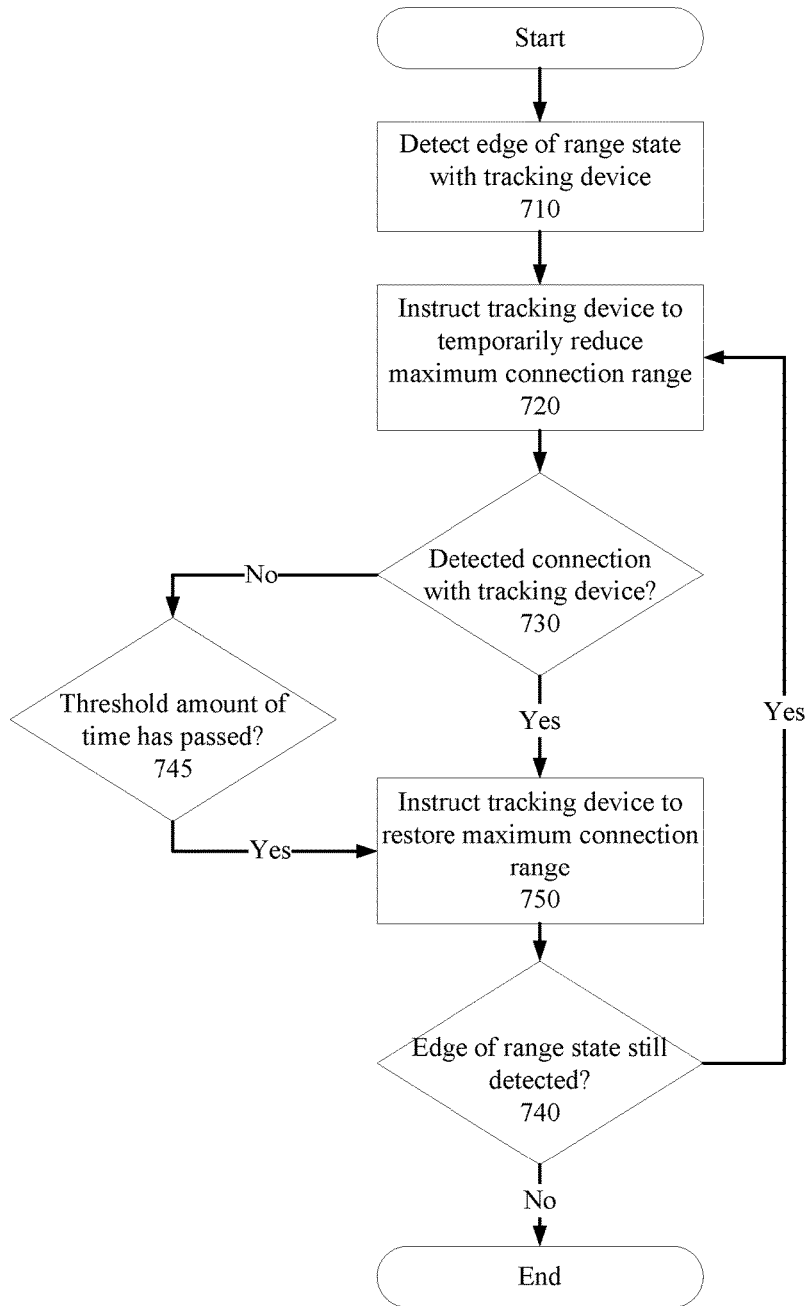 Start
Detect edge of range state
with tracking device
710
Instruct tracking device to
temporarily reduce
maximum connection range
720
Detected connection
with tracking device?
730
No
Threshold amount of
time has passed?
745
Yes
Yes
Yes
Instruct tracking device to
restore maximum connection
range
750
Edge of range state still
detected?
740
No
End